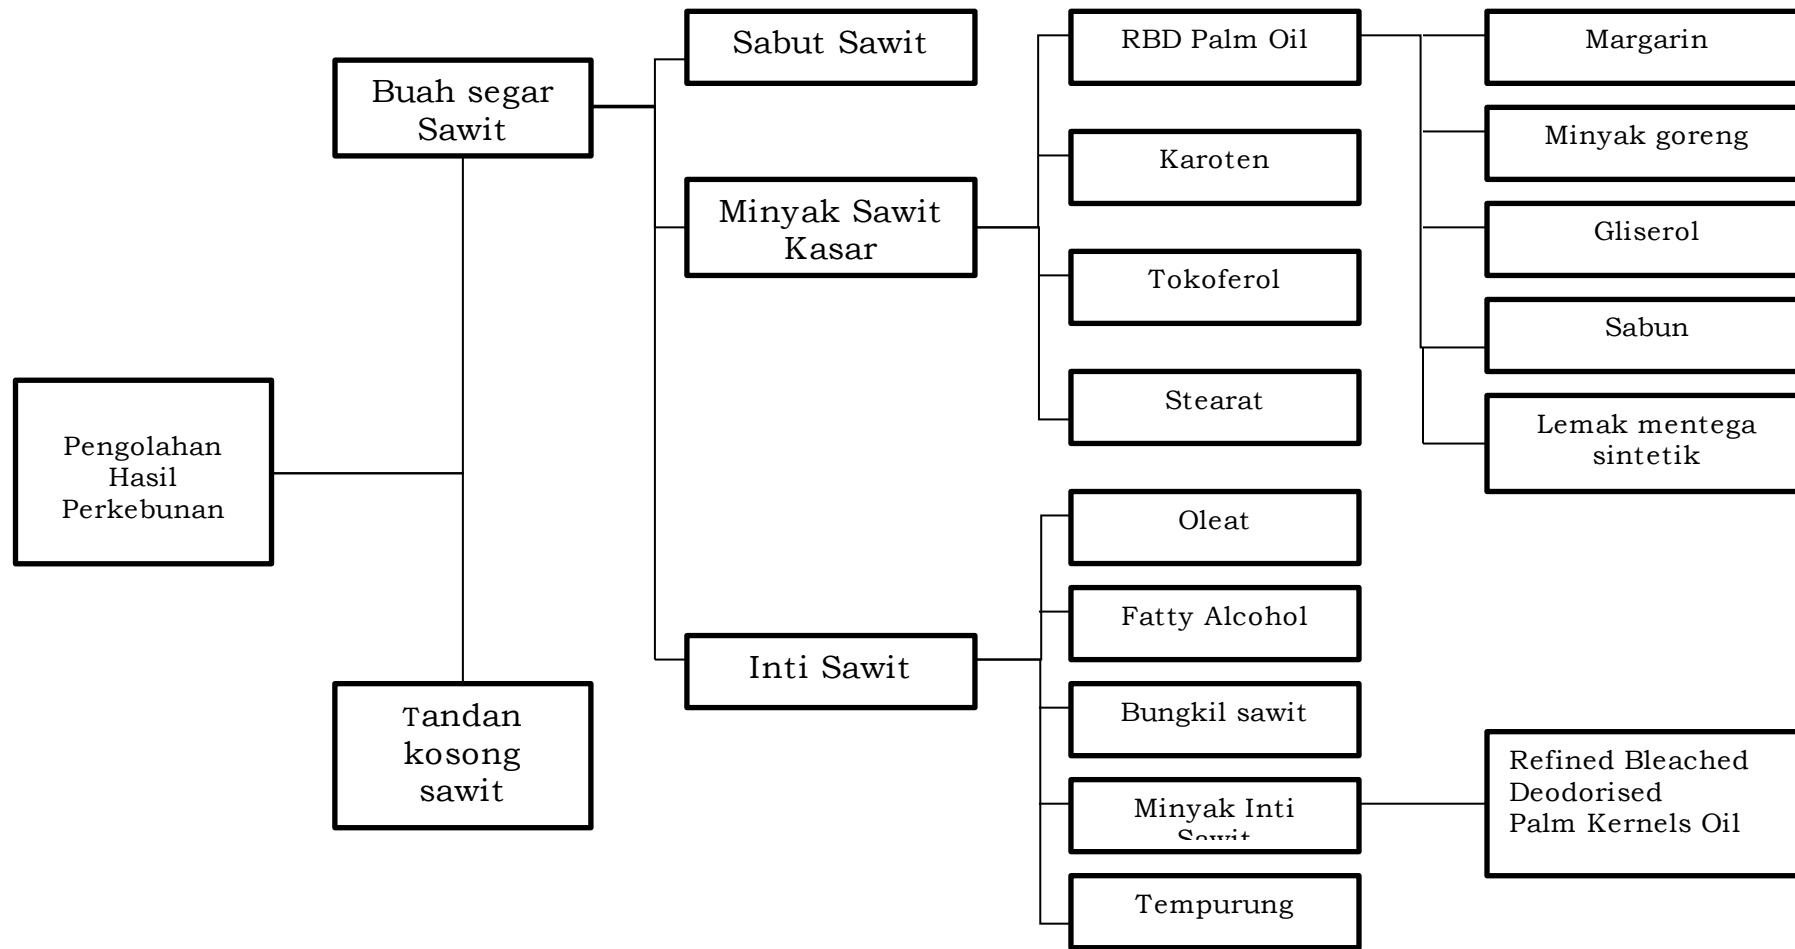 Pengolahan
Hasil
Perkebunan
Buah segar
Sawit
Tandan
kosong
sawit
Sabut Sawit
Minyak Sawit
Kasar
Inti Sawit
RBD Palm Oil
Karoten
Tokoferol
Stearat
Oleat
Fatty Alcohol
Bungkil sawit
Minyak Inti
Sawit
Tempurung
Margarin
Minyak goreng
Gliserol
Sabun
Lemak mentega
sintetik
Refined Bleached
Deodorised
Palm Kernels Oil